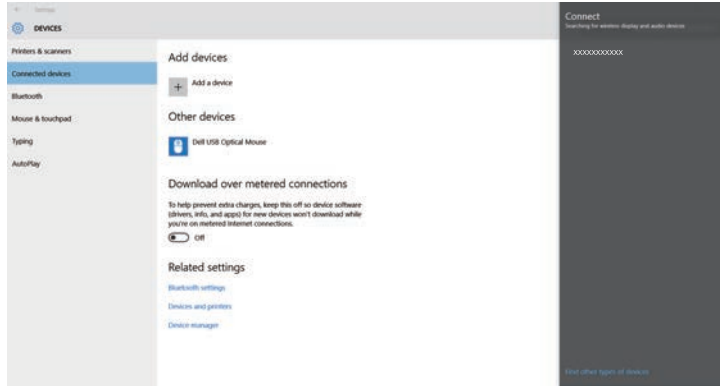 Settings
DEVICES
Printers & scanners
Connected devices
Bluetooth
Mouse & touchpad
Typing
AutoPlay
Add devices
Add a device
Other devices
Dell USB Optical Mouse
Download over metered connections
To help prevent extra charges, keep this off so device software
(drivers, info, and apps) for new devices won't download while
you're on metered Internet connections.
Off
Related settings
Bluetooth settings
Devices and printers
Device manager
Connect
Searching for wireless display and audio devices
xxxxxxxxxxx
Find other types of devices